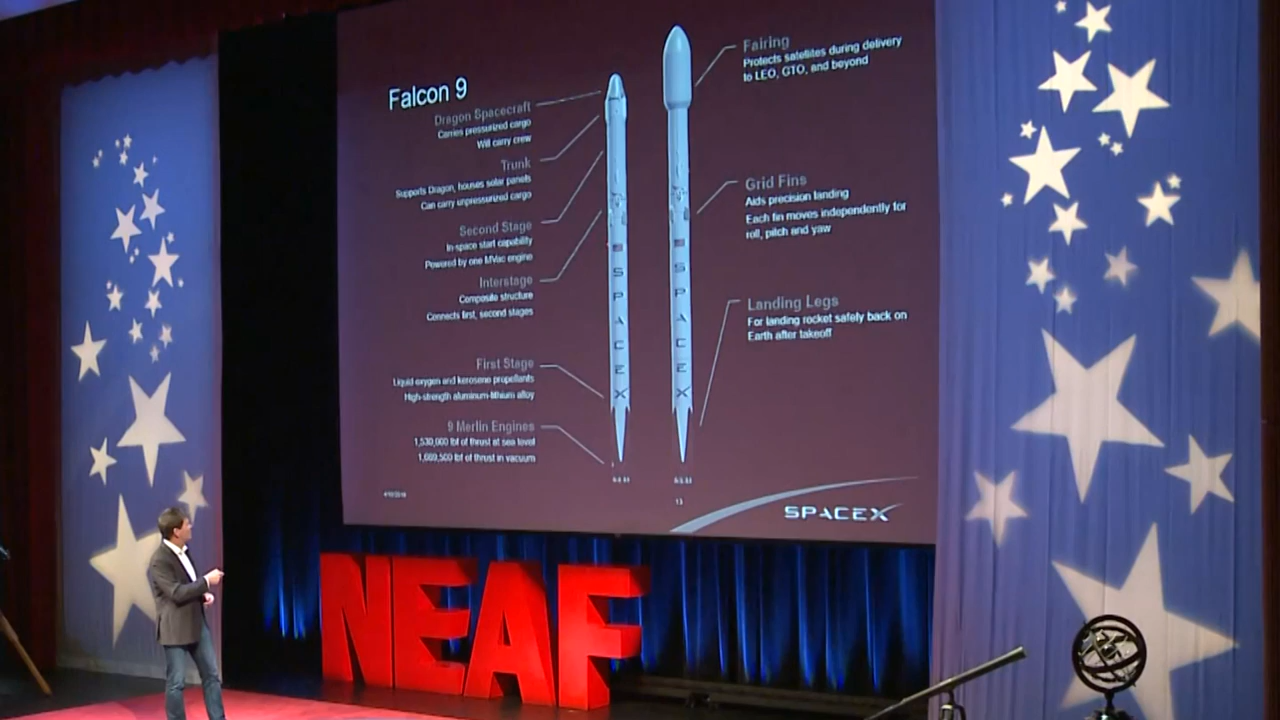 Falcon 9
Dragon Spacecraft
Carries pressurized cargo
Will carry crew
Trunk
Supports Dragon, houses solar panels
Can carry unpressurized cargo
Second Stage
In-space start capability
Powered by one MVac engine
Interstage
Composite structure
Connects first, second stages
First Stage
Liquid oxygen and kerosene propellants
High-strength aluminum-lithium alloy
9 Merlin Engines
1,530,000 lbf of thrust at sea level
1,669,500 lbf of thrust in vacuum
SPACEX
SPACEX
Fairing
Protects satellites during delivery
to LEO, GTO, and beyond
Grid Fins
Aids precision landing
Each fin moves independently for
roll, pitch and yaw
Landing Legs
For landing rocket safely back on
Earth after takeoff
13
SPACEX
NEAF